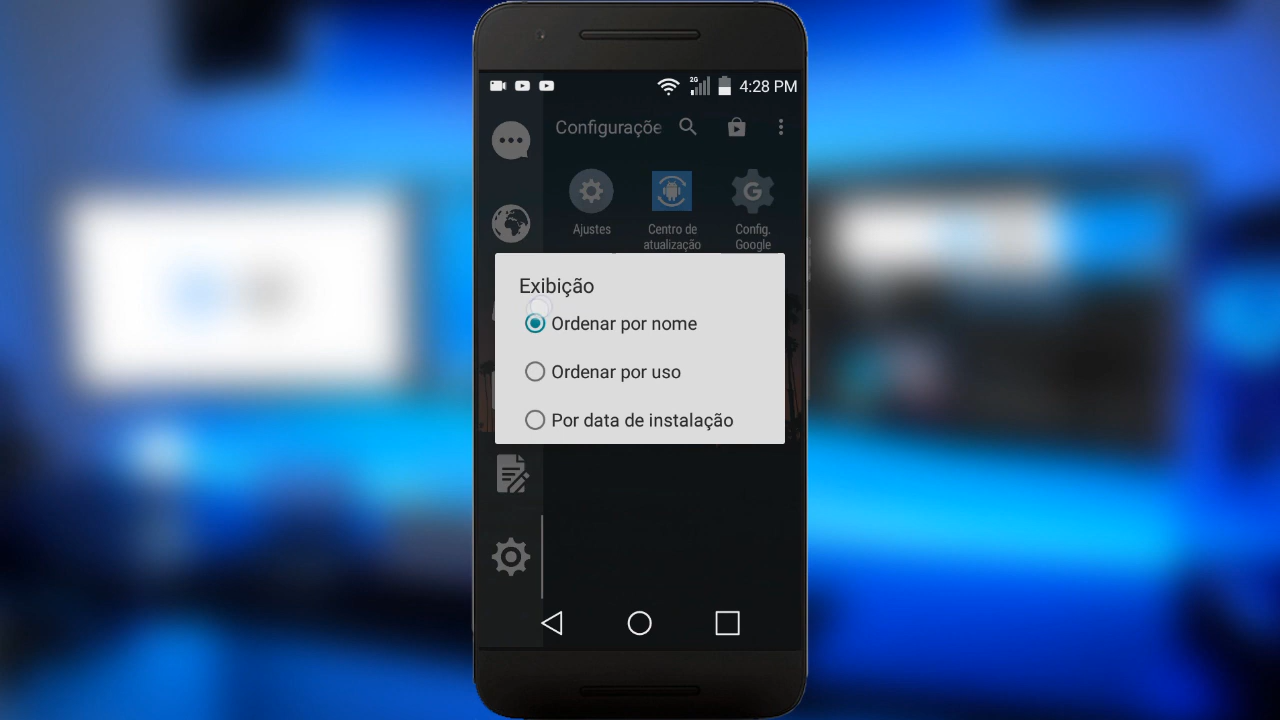 2G 4:28 PM
Configuraçõe
Ajustes
Centro de
atualização
Config.
Google
Exibição
Ordenar por nome
Ordenar por uso
Por data de instalação